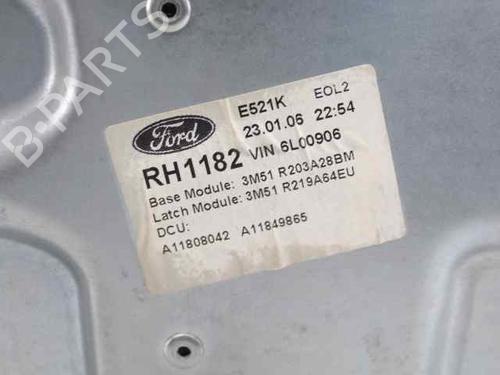 B-PARTS
Ford
E521K EOL2
23.01.06 22:54
RH1182 VIN 6L00906
Base Module: 3M51 R203A28BM
Latch Module: 3M51 R219A64EU
DCU:
A11808042 A11849865